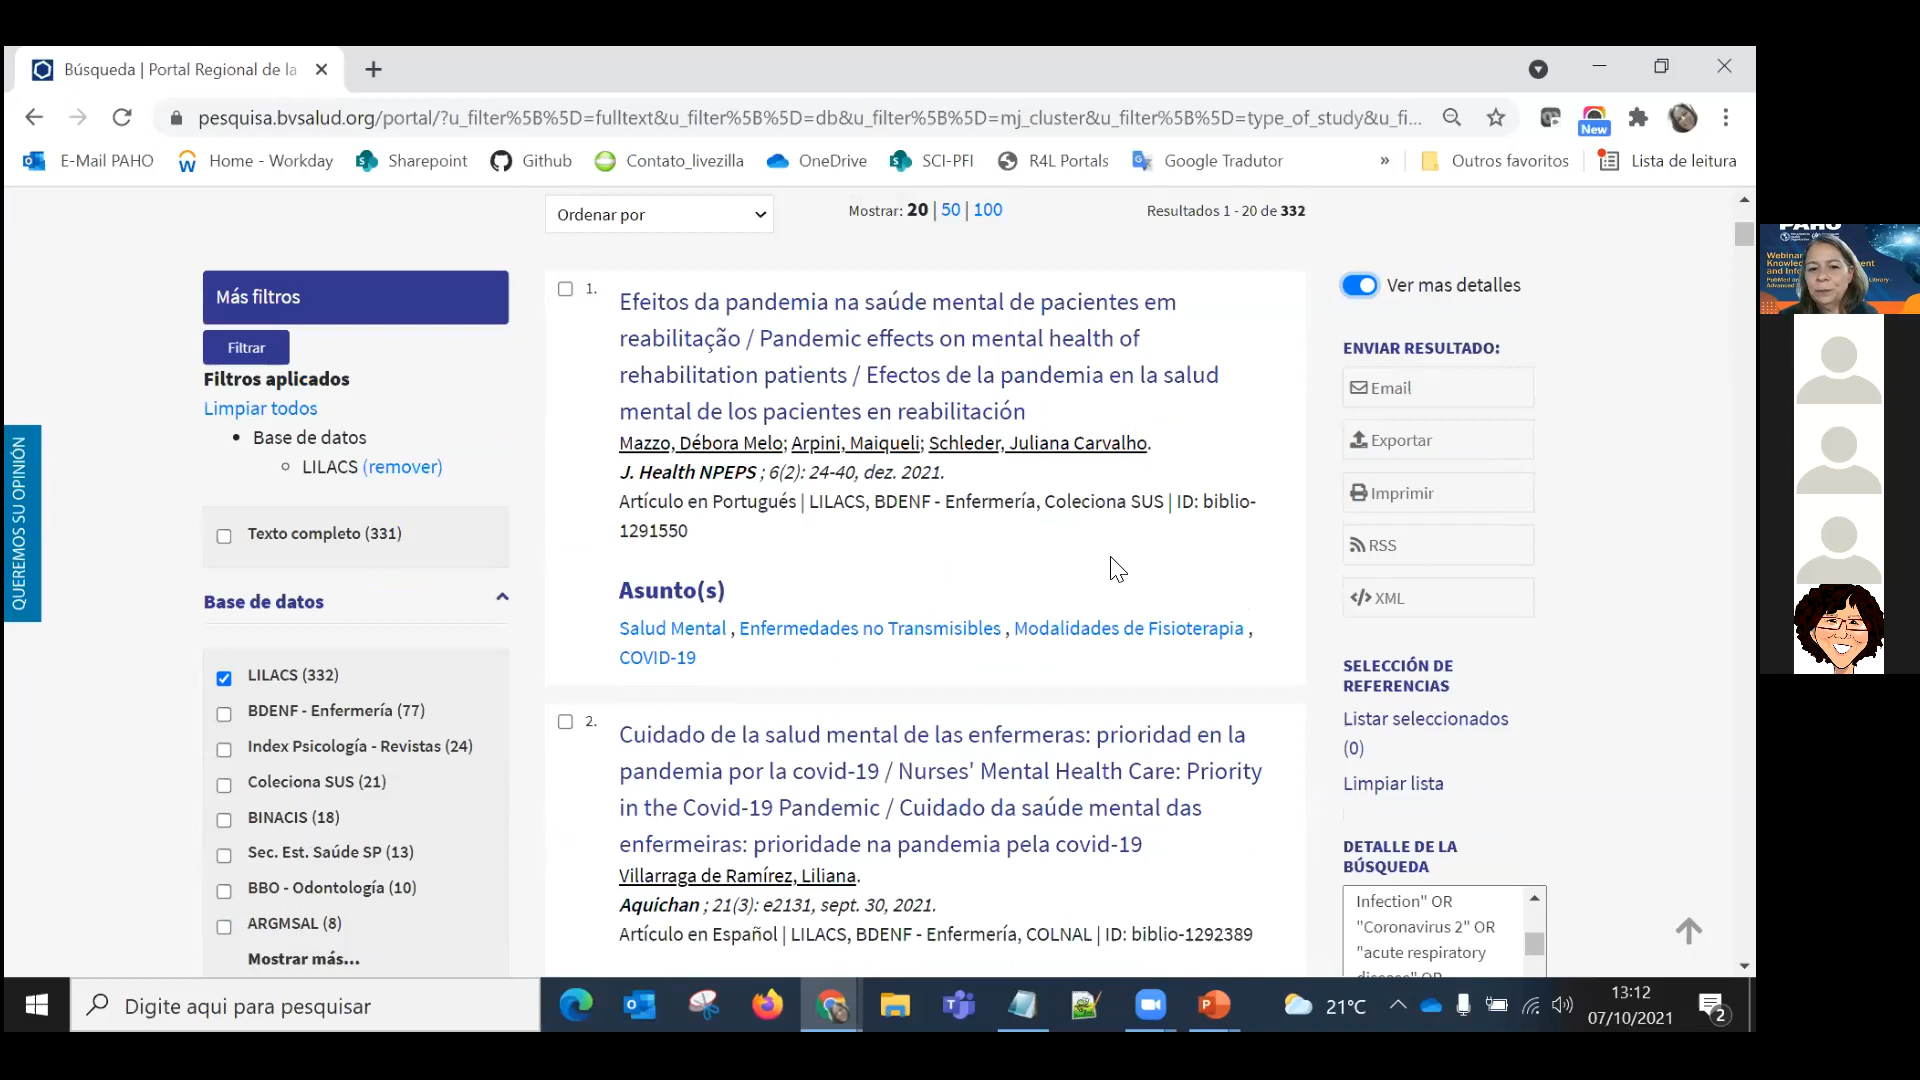 Búsqueda | Portal Regional de la
pesquisa.bvsalud.org/portal/?u_filter%5B%5D=fulltext&u_filter%5B%5D=db&u_filter%5B%5D=mj_cluster&u_filter%5B%5D=type_of_study&u_fi...
New
E-Mail PAHO
Home - Workday
Sharepoint
Github
Contato_livezilla
OneDrive
SCI-PFI
R4L Portals
Google Tradutor
»
Outros favoritos
Lista de leitura
Ordenar por
Mostrar: 20 | 50 | 100
Resultados 1 - 20 de 332
QUEREMOS SU OPINIÓN
Más filtros
Filtrar
Filtros aplicados
Limpiar todos
• Base de datos
LILACS (remover)
Texto completo (331)
Base de datos
LILACS (332)
BDENF - Enfermería (77)
Index Psicología - Revistas (24)
Coleciona SUS (21)
BINACIS (18)
Sec. Est. Saúde SP (13)
BBO - Odontología (10)
ARGMSAL (8)
Mostrar más...
1.
Efeitos da pandemia na saúde mental de pacientes em
reabilitação / Pandemic effects on mental health of
rehabilitation patients / Efectos de la pandemia en la salud
mental de los pacientes en reabilitación
Mazzo, Débora Melo; Arpini, Maiqueli; Schleder, Juliana Carvalho.
J. Health NPEPS ; 6(2): 24-40, dez. 2021.
Artículo en Portugués | LILACS, BDENF - Enfermería, Coleciona SUS | ID: biblio-
1291550
Asunto(s)
Salud Mental , Enfermedades no Transmisibles , Modalidades de Fisioterapia ,
COVID-19
2.
Cuidado de la salud mental de las enfermeras: prioridad en la
pandemia por la covid-19 / Nurses' Mental Health Care: Priority
in the Covid-19 Pandemic / Cuidado da saúde mental das
enfermeiras: prioridade na pandemia pela covid-19
Villarraga de Ramírez, Liliana.
Aquichan ; 21(3): e2131, sept. 30, 2021.
Artículo en Español | LILACS, BDENF - Enfermería, COLNAL | ID: biblio-1292389
Ver mas detalles
ENVIAR RESULTADO:
Email
Exportar
Imprimir
RSS
XML
SELECCIÓN DE
REFERENCIAS
Listar seleccionados
(0)
Limpiar lista
DETALLE DE LA
BÚSQUEDA
Infection" OR
"Coronavirus 2" OR
"acute respiratory
disease" OR
PAHO
Webinar
Digite aqui para pesquisar
21°C
13:12
07/10/2021
2